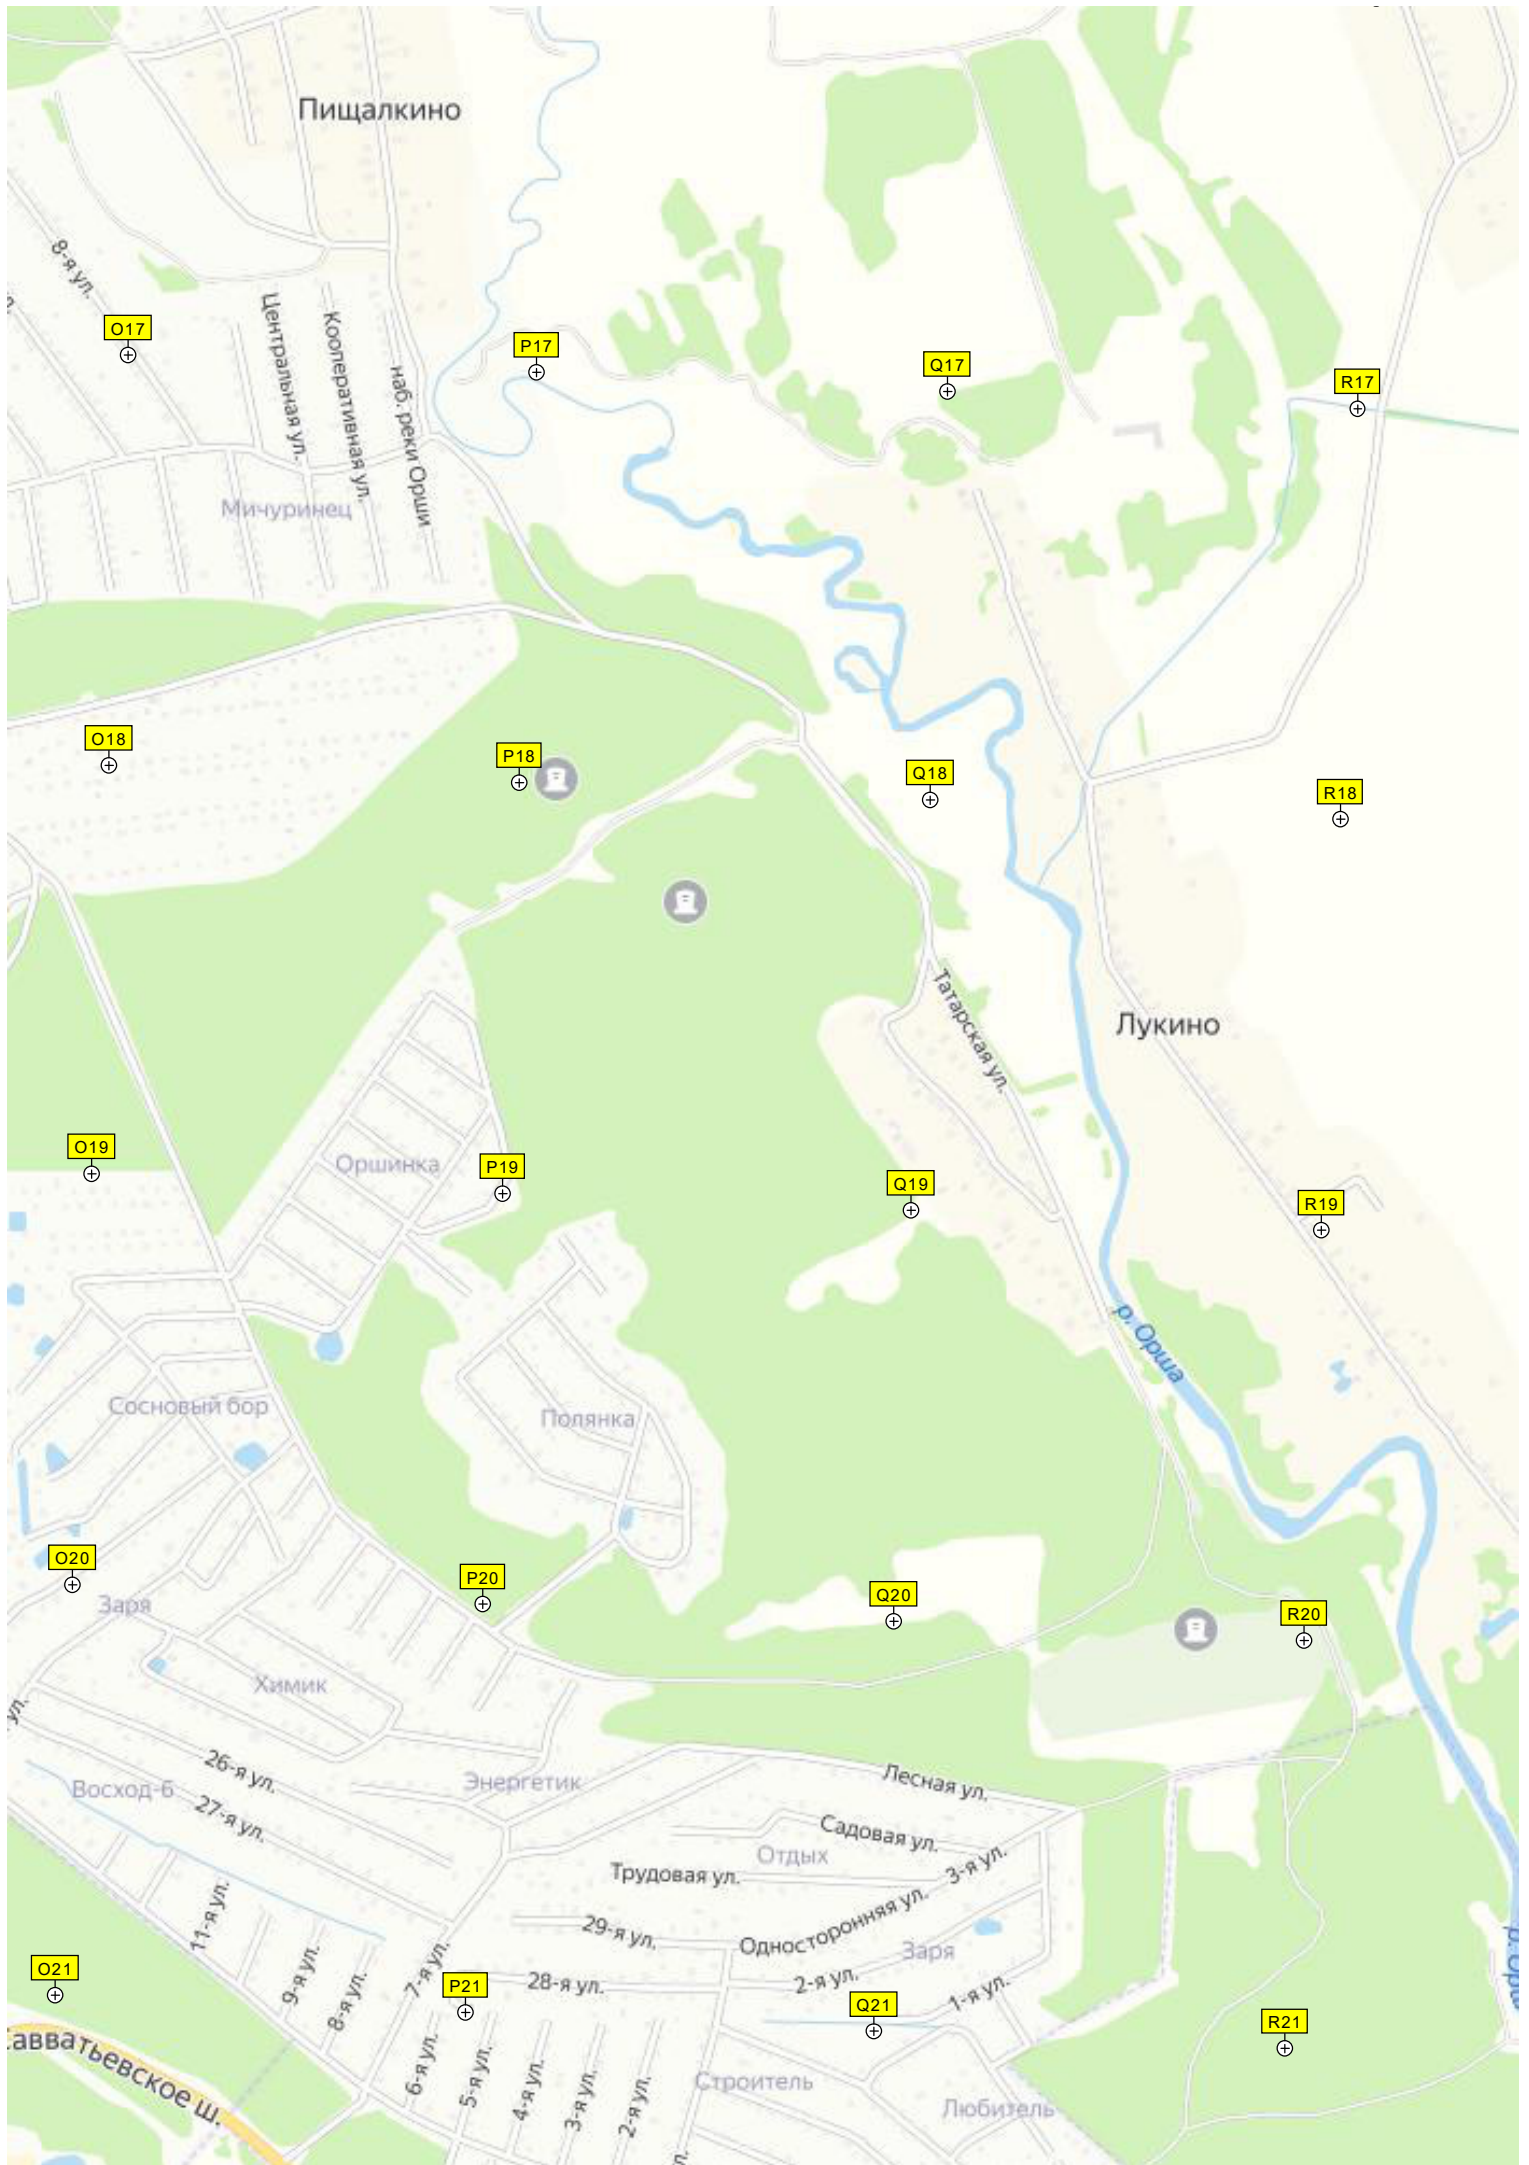 Пищалкино
8-я ул.
O17
Центральная ул.
Кооперативная ул.
наб. реки Орши
P17
Q17
R17
Мичуринец
O18
P18
Q18
R18
Татарская ул.
Лукино
O19
Оршинка
P19
Q19
R19
р. Орша
Сосновый бор
Полянка
O20
P20
Q20
R20
Заря
Химик
ул.
26-я ул.
Восход-6
27-я ул.
Энергетик
Лесная ул.
Садовая ул.
Отдых
Трудовая ул.
3-я ул.
Односторонняя ул.
11-я ул.
29-я ул.
Заря
9-я ул.
8-я ул.
7-я ул.
28-я ул.
2-я ул.
1-я ул.
O21
P21
Q21
R21
авватьевское ш.
6-я ул.
5-я ул.
4-я ул.
3-я ул.
2-я ул.
Строитель
Любитель